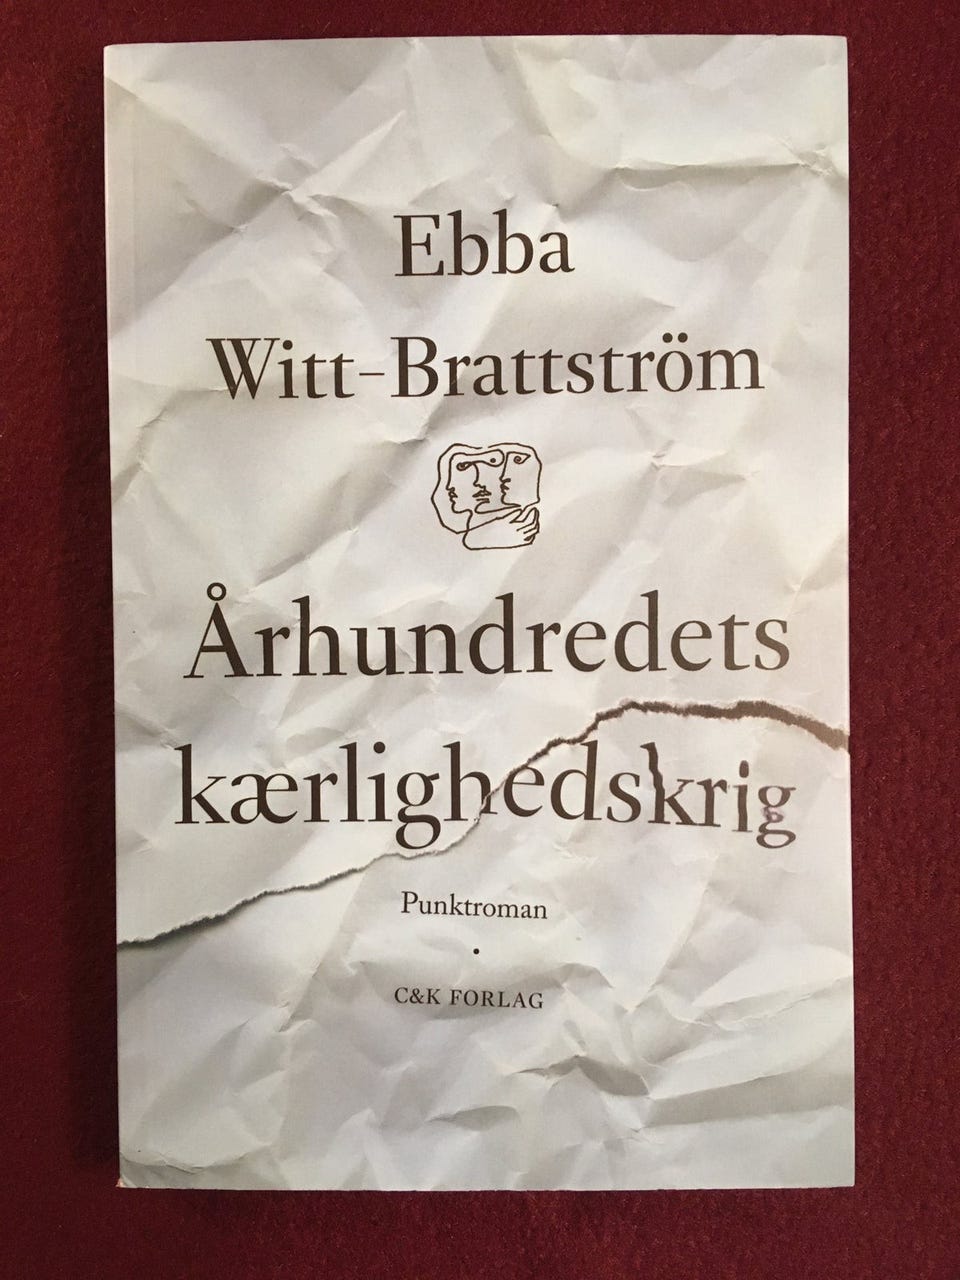 Ebba
Witt-Brattström
Århundredets
kærlighedskrig
Punktroman
•
C&K FORLAG